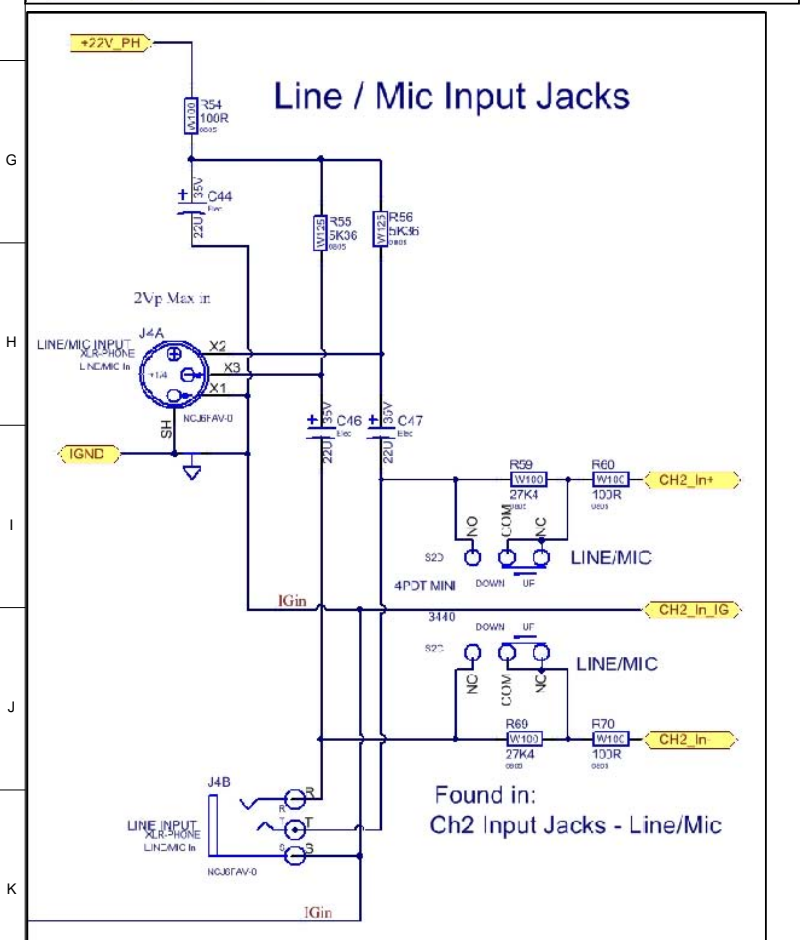 +22V_PH
R54
W100
100R
0805
Line / Mic Input Jacks
G
35V
+
C44
Elec
22U
R55
W125
5K36
0805
R56
W125
5K36
0805
2Vp Max in
J4A
H
LINE/MIC INPUT
XLR-PHONE
LINE/MIC In
X2
X3
X1
+1/4
NCJ6FAV-0
SH
35V
+
C46
Elec
22U
35V
+
C47
Elec
22U
IGND
R59
W100
27K4
0805
R60
W100
100R
0805
CH2_In+
I
NO
COM
NC
S2D
LINE/MIC
4PDT MINI
DOWN
UP
IGin
CH2_In_IG
3440
DOWN
UP
S2C
LINE/MIC
NO
COM
NC
J
R69
W100
27K4
0805
R70
W100
100R
0805
CH2_In-
J4B
R
R
Found in:
Ch2 Input Jacks - Line/Mic
LINE INPUT
XLR-PHONE
LINE/MIC In
T
T
S
S
NCJ6FAV-0
K
IGin